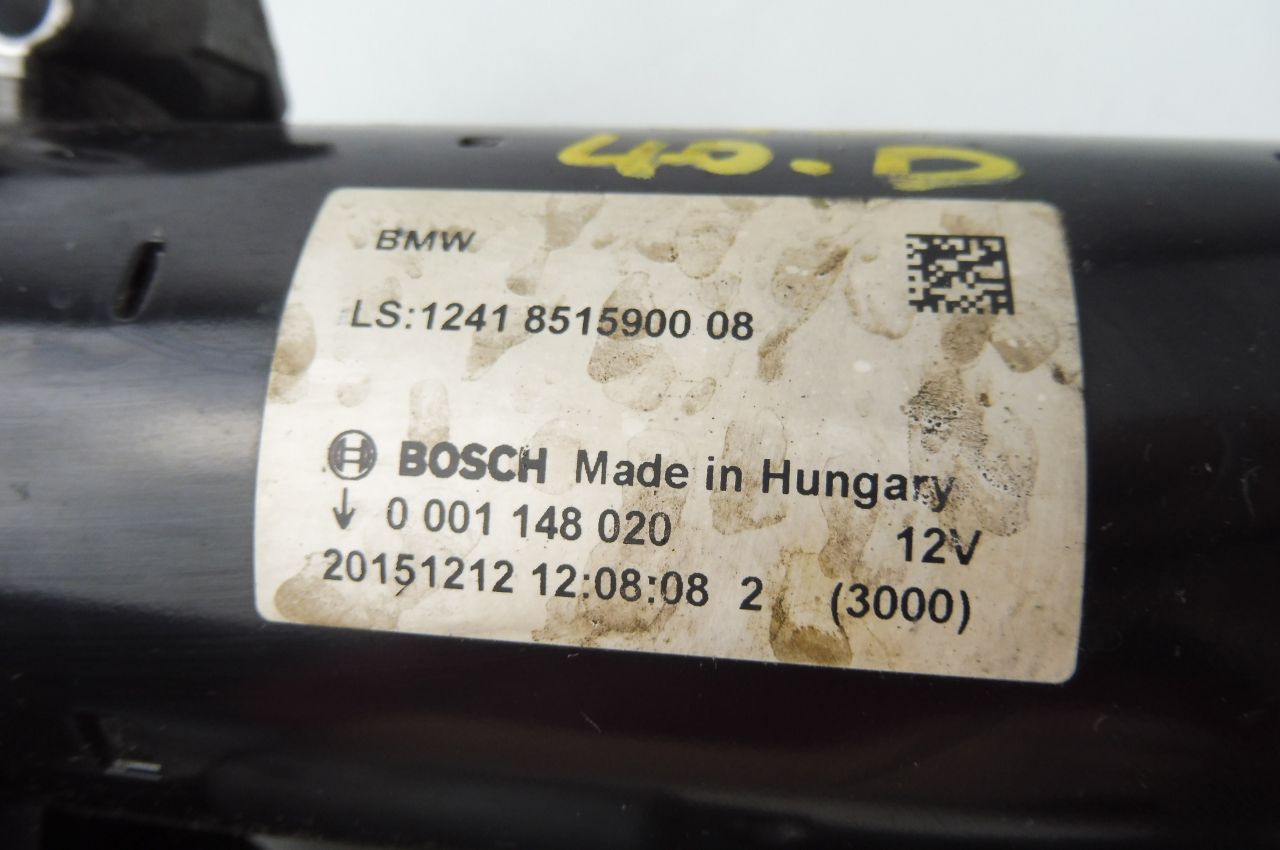 40.D
BMW
LS:1241 8515900 08
BOSCH Made in Hungary
↓ 0 001 148 020 12V
20151212 12:08:08 2 (3000)